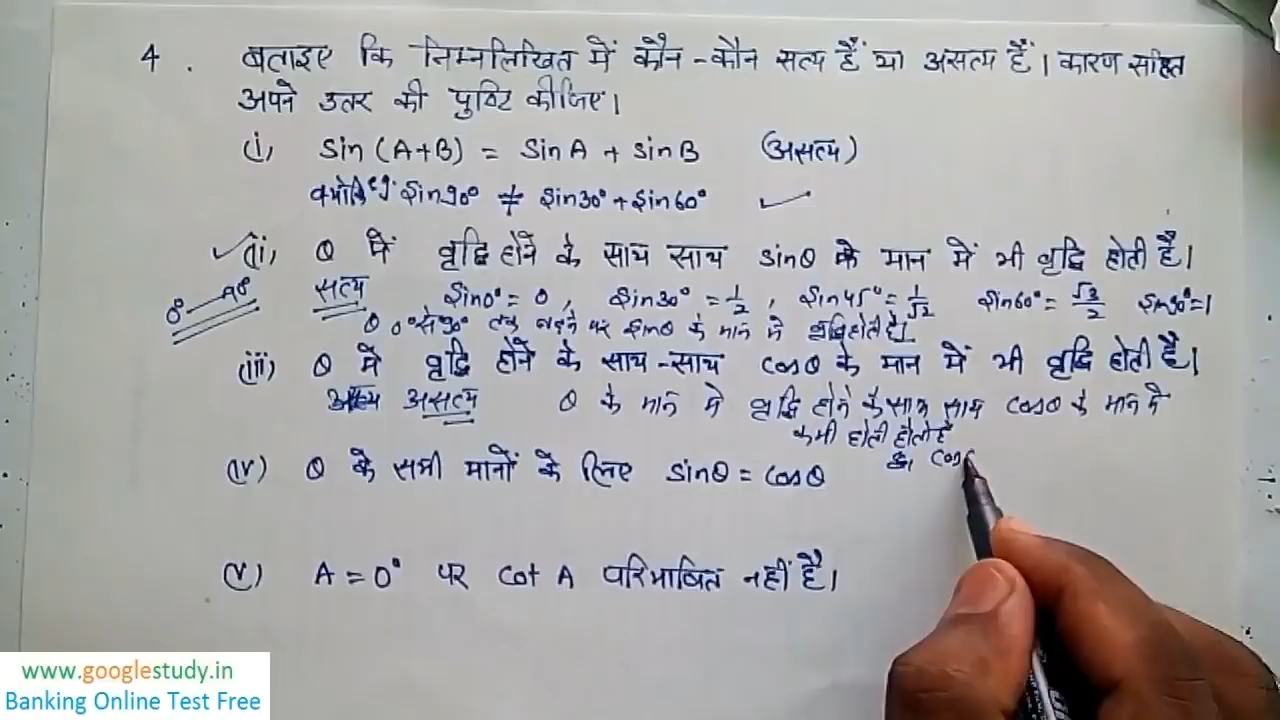 4 . बताइए कि निम्नलिखित में कौन-कौन सत्य हैं या असत्य हैं। कारण सहित
अपने उत्तर की पुष्टि कीजिए।
(i) sin (A+B) = sin A + sin B (असत्य)
sin90° ≠ sin30° + sin60° ✓
✓(ii) θ में वृद्धि होने के साथ साथ sinθ के मान में भी वृद्धि होती है।
सत्य sin0° = 0 , sin30° = 1/2 , sin45° = 1/√2 sin60° = √3/2 sin90° = 1
θ 0° से 90° तक बढ़ने पर sinθ के मान में वृद्धि होती है।
(iii) θ में वृद्धि होने के साथ-साथ cosθ के मान में भी वृद्धि होती है।
असत्य θ के मान में वृद्धि होने के साथ साथ cosθ के मान में
कमी होती है
cos
(iv) θ के सभी मानों के लिए sinθ = cosθ
(v) A = 0° पर cot A परिभाषित नहीं है।
www.googlestudy.in
Banking Online Test Free